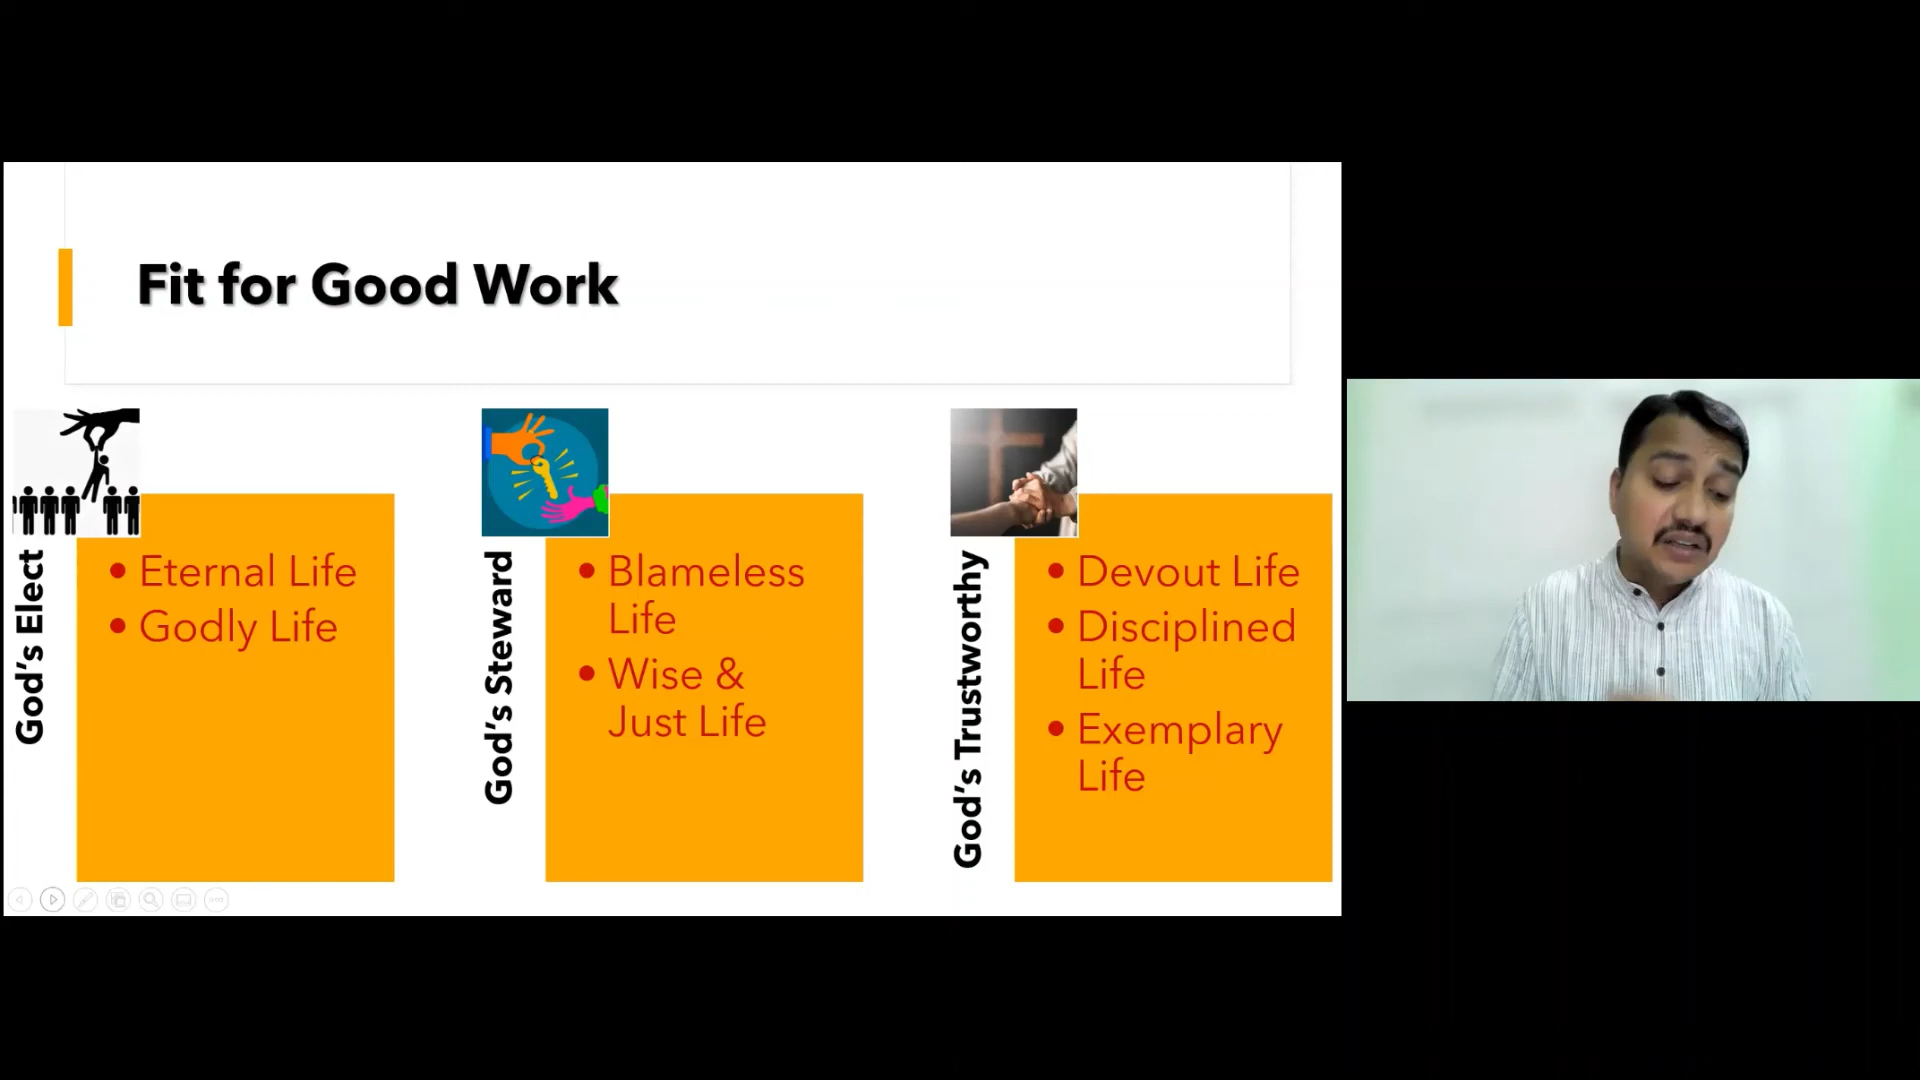 Fit for Good Work
God's Elect
• Eternal Life
• Godly Life
God's Steward
• Blameless
Life
• Wise &
Just Life
God's Trustworthy
• Devout Life
• Disciplined
Life
• Exemplary
Life